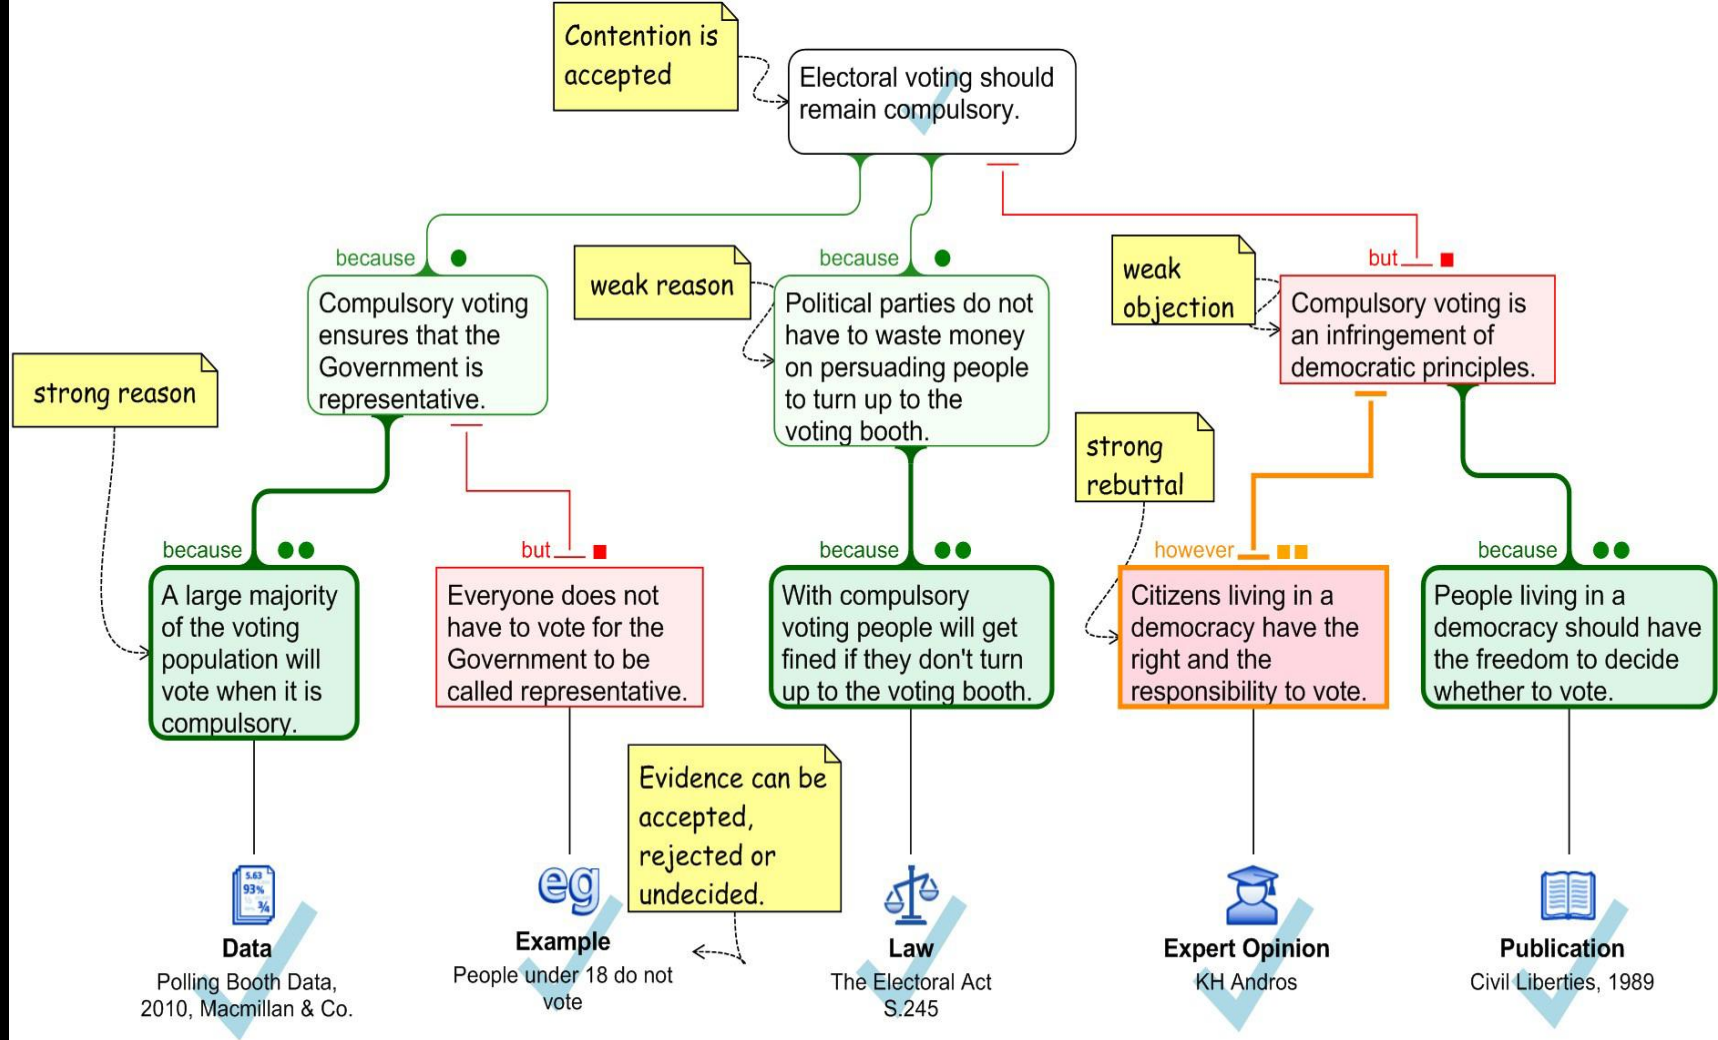 Contention is
accepted
Electoral voting should
remain compulsory.
because
weak reason
because
weak
objection
but
Compulsory voting
ensures that the
Government is
representative.
Political parties do not
have to waste money
on persuading people
to turn up to the
voting booth.
Compulsory voting is
an infringement of
democratic principles.
strong reason
strong
rebuttal
because
but
because
however
because
A large majority
of the voting
population will
vote when it is
compulsory.
Everyone does not
have to vote for the
Government to be
called representative.
With compulsory
voting people will get
fined if they don't turn
up to the voting booth.
Citizens living in a
democracy have the
right and the
responsibility to vote.
People living in a
democracy should have
the freedom to decide
whether to vote.
Evidence can be
accepted,
rejected or
undecided.
5.63
93%
¾
Data
Polling Booth Data,
2010, Macmillan & Co.
eg
Example
People under 18 do not
vote
Law
The Electoral Act
S.245
Expert Opinion
KH Andros
Publication
Civil Liberties, 1989